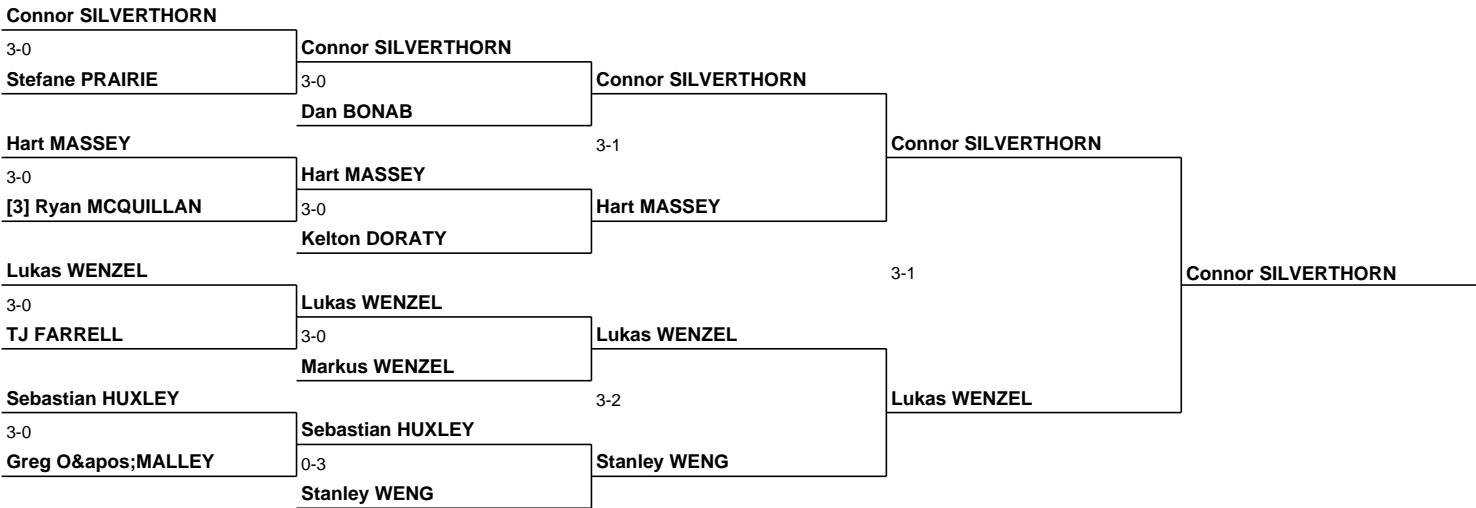 Connor SILVERTHORN
3-0
Connor SILVERTHORN
Stefane PRAIRIE
3-0
Connor SILVERTHORN
Dan BONAB
Hart MASSEY
3-1
Connor SILVERTHORN
3-0
Hart MASSEY
[3] Ryan MCQUILLAN
3-0
Hart MASSEY
Kelton DORATY
Lukas WENZEL
3-1
Connor SILVERTHORN
3-0
Lukas WENZEL
TJ FARRELL
3-0
Lukas WENZEL
Markus WENZEL
Sebastian HUXLEY
3-2
Lukas WENZEL
3-0
Sebastian HUXLEY
Greg O&apos;MALLEY
0-3
Stanley WENG
Stanley WENG